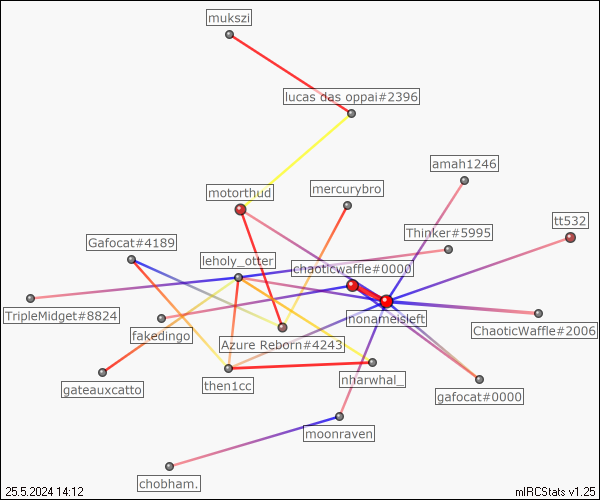 mukszi
lucas das oppai#2396
amah1246
motorthud
mercurybro
tt532
Thinker#5995
Gafocat#4189
leholy_otter
chaoticwaffle#0000
TripleMidget#8824
nonameisleft
ChaoticWaffle#2006
fakedingo
Azure Reborn#4243
gateauxcatto
then1cc
nharwhal_
gafocat#0000
moonraven
chobham.
25.5.2024 14:12
mIRCStats v1.25